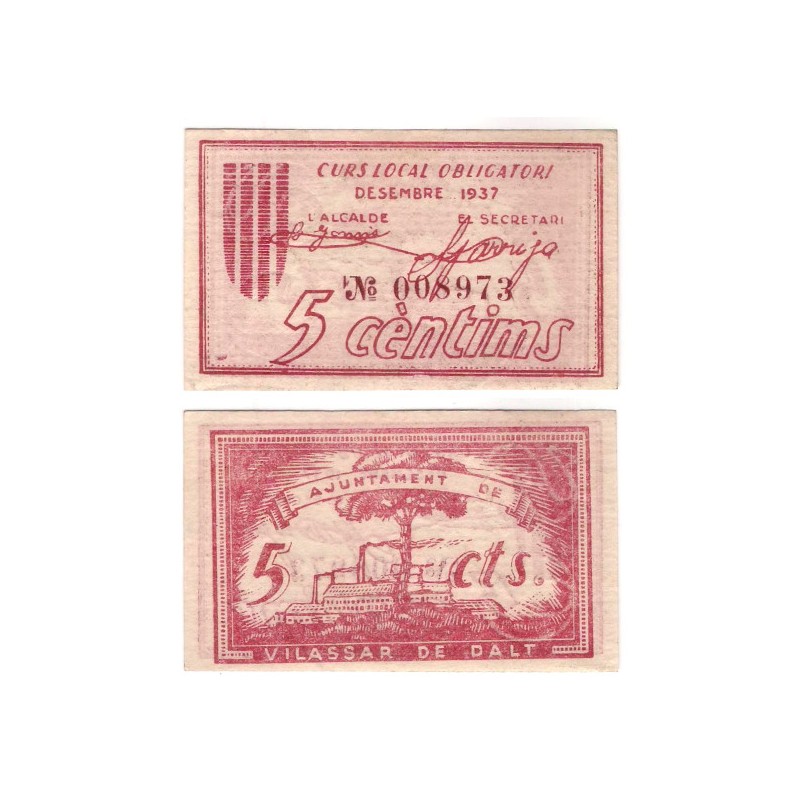 CURS LOCAL OBLIGATORI
DESEMBRE 1937
L'ALCALDE EL SECRETARI
Garriga
Nº 008973
5 cèntims
AJUNTAMENT DE
5 cts.
VILASSAR DE DALT